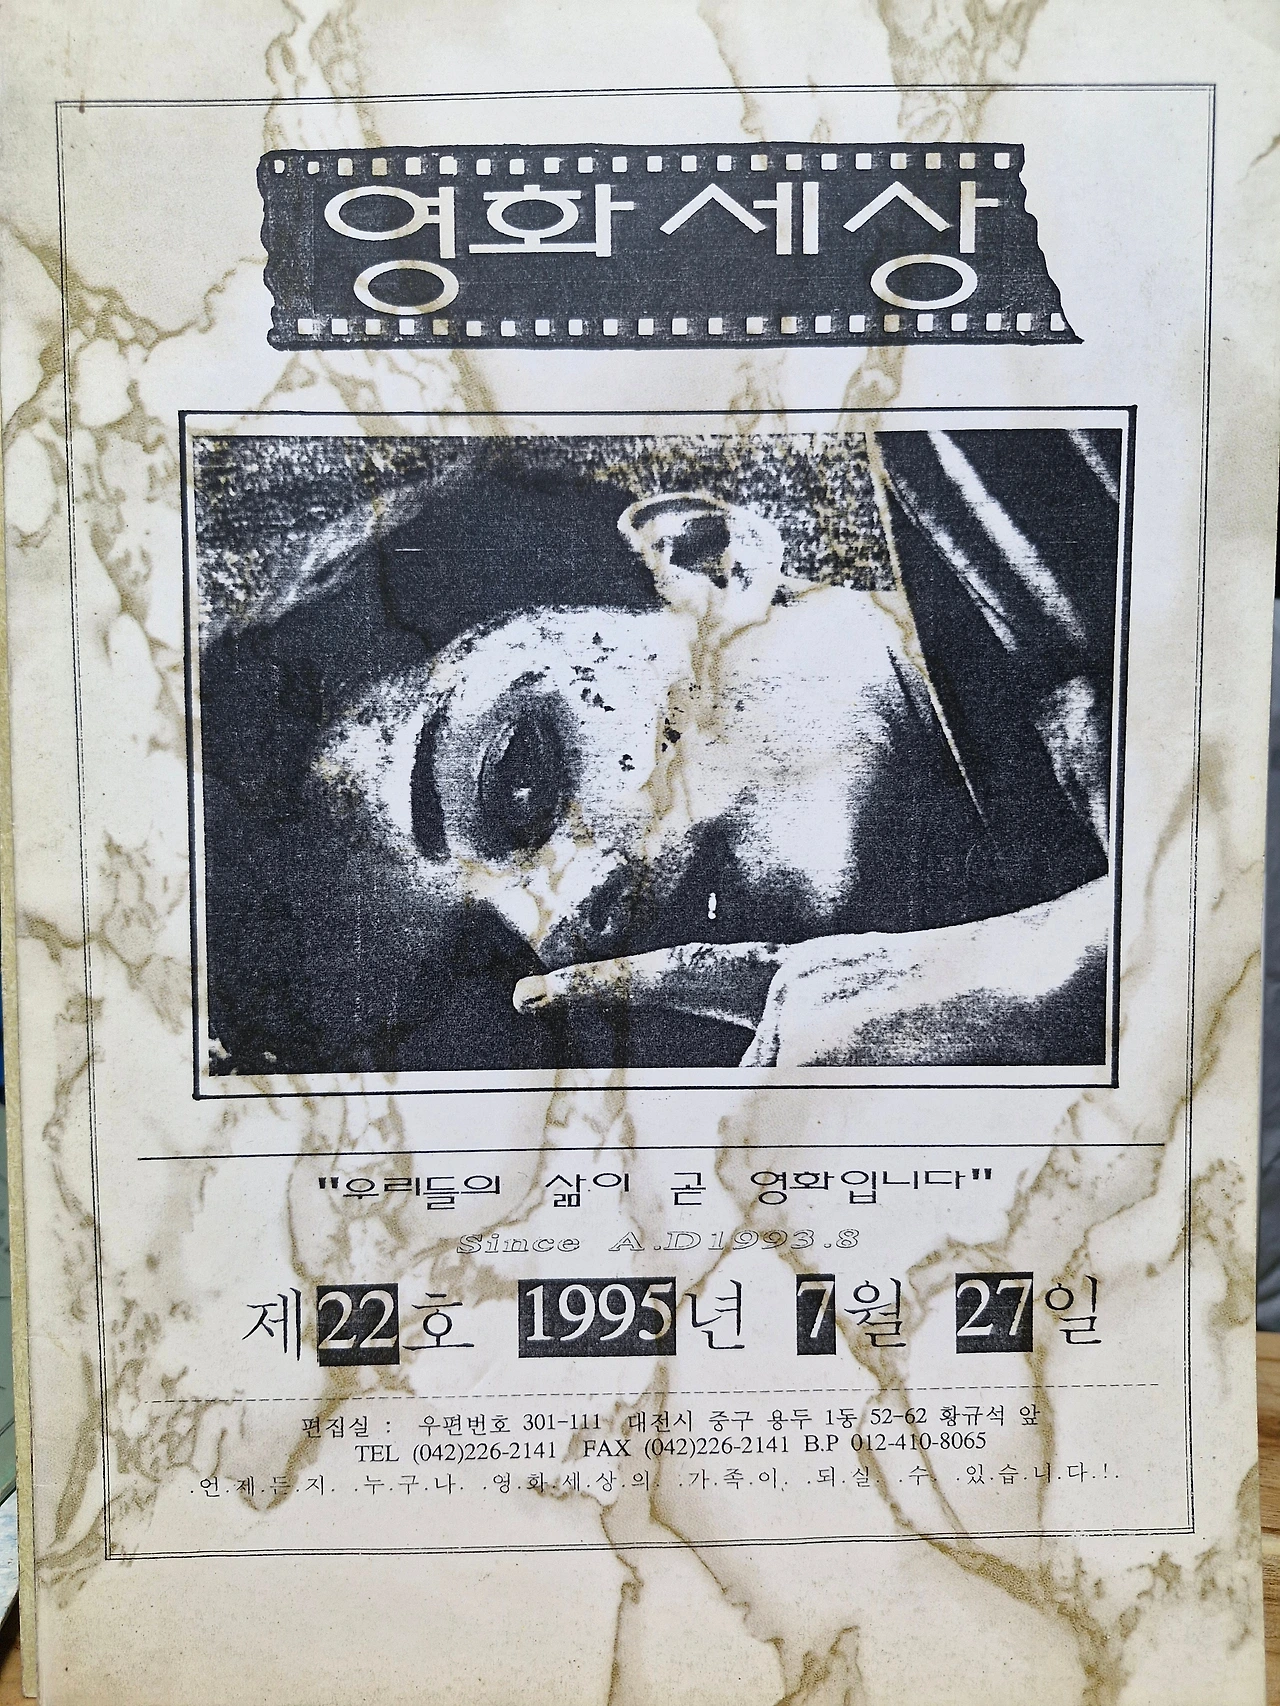 영화세상
"우리들의 삶이 곧 영화입니다"
Since A.D1993.8
제22호 1995년 7월 27일
편집실 : 우편번호 301-111 대전시 중구 용두 1동 52-62 황규석 앞
TEL (042)226-2141 FAX (042)226-2141 B.P 012-410-8065
.언.제.든.지. .누.구.나. .영.화.세.상.의. .가.족.이. .되.실. .수. .있.습.니.다.!.